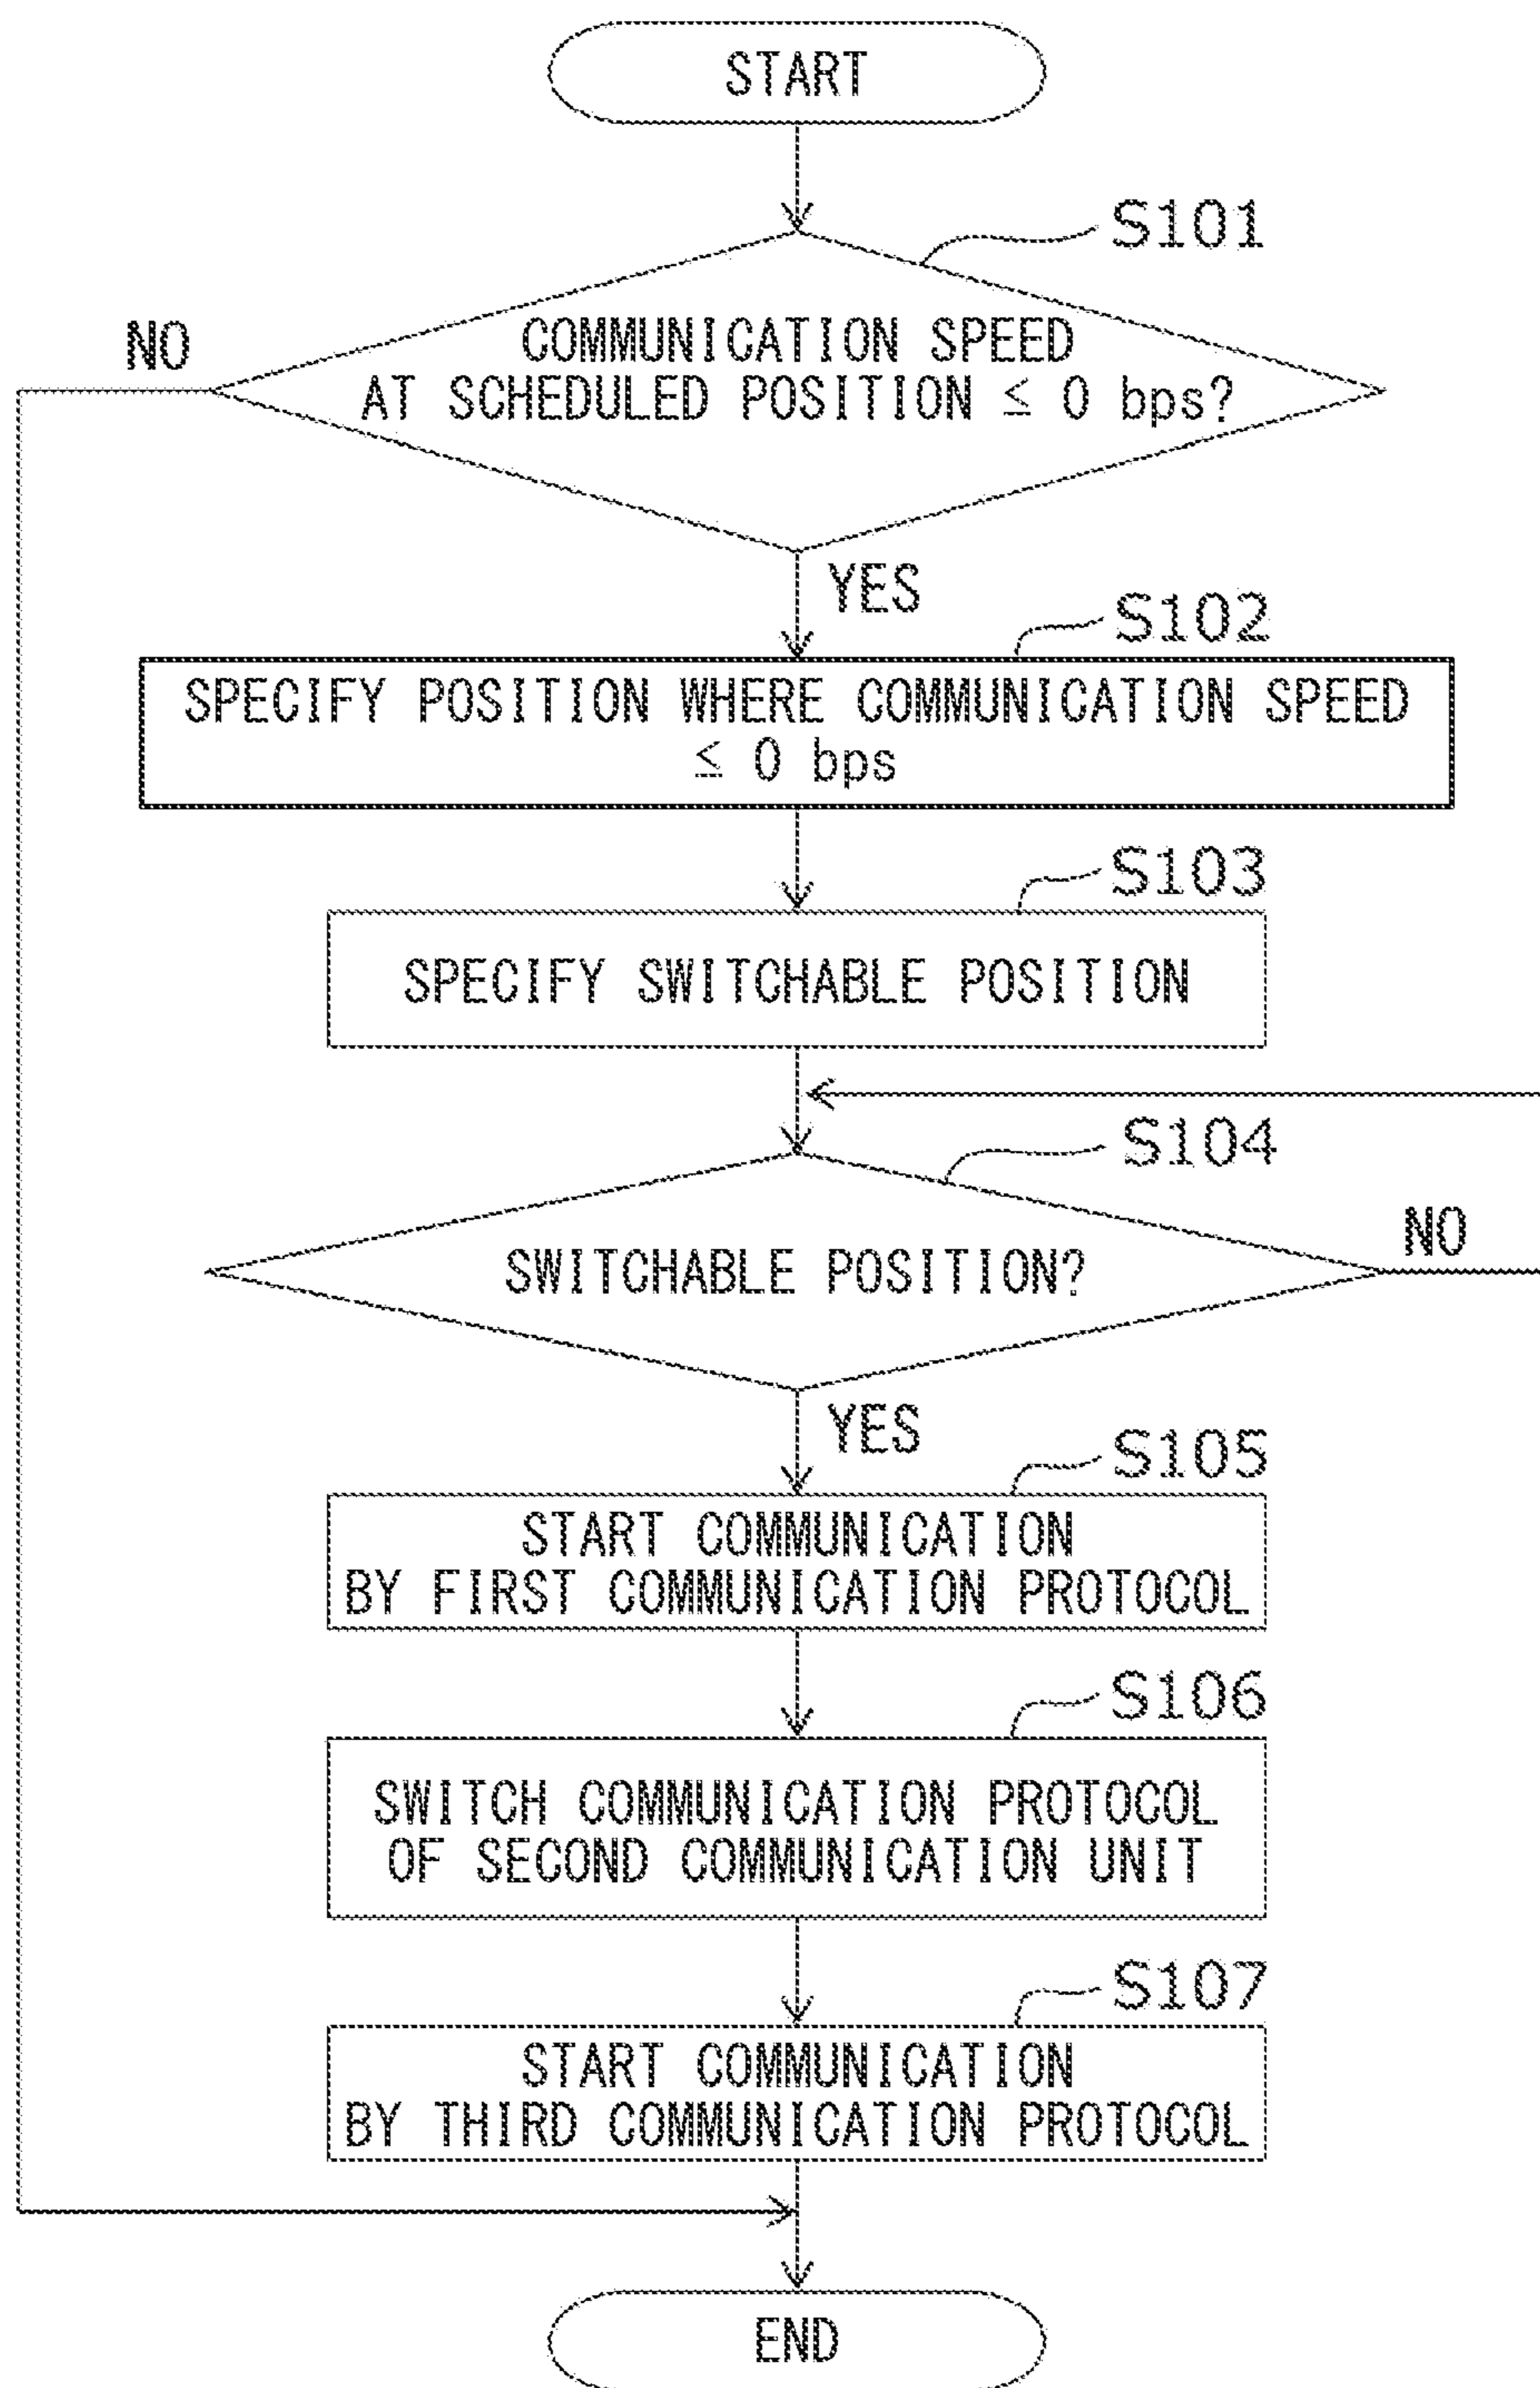 START
S101
NO
COMMUNICATION SPEED
AT SCHEDULED POSITION ≤ 0 bps?
YES
S102
SPECIFY POSITION WHERE COMMUNICATION SPEED
≤ 0 bps
S103
SPECIFY SWITCHABLE POSITION
S104
NO
SWITCHABLE POSITION?
YES
S105
START COMMUNICATION
BY FIRST COMMUNICATION PROTOCOL
S106
SWITCH COMMUNICATION PROTOCOL
OF SECOND COMMUNICATION UNIT
S107
START COMMUNICATION
BY THIRD COMMUNICATION PROTOCOL
END